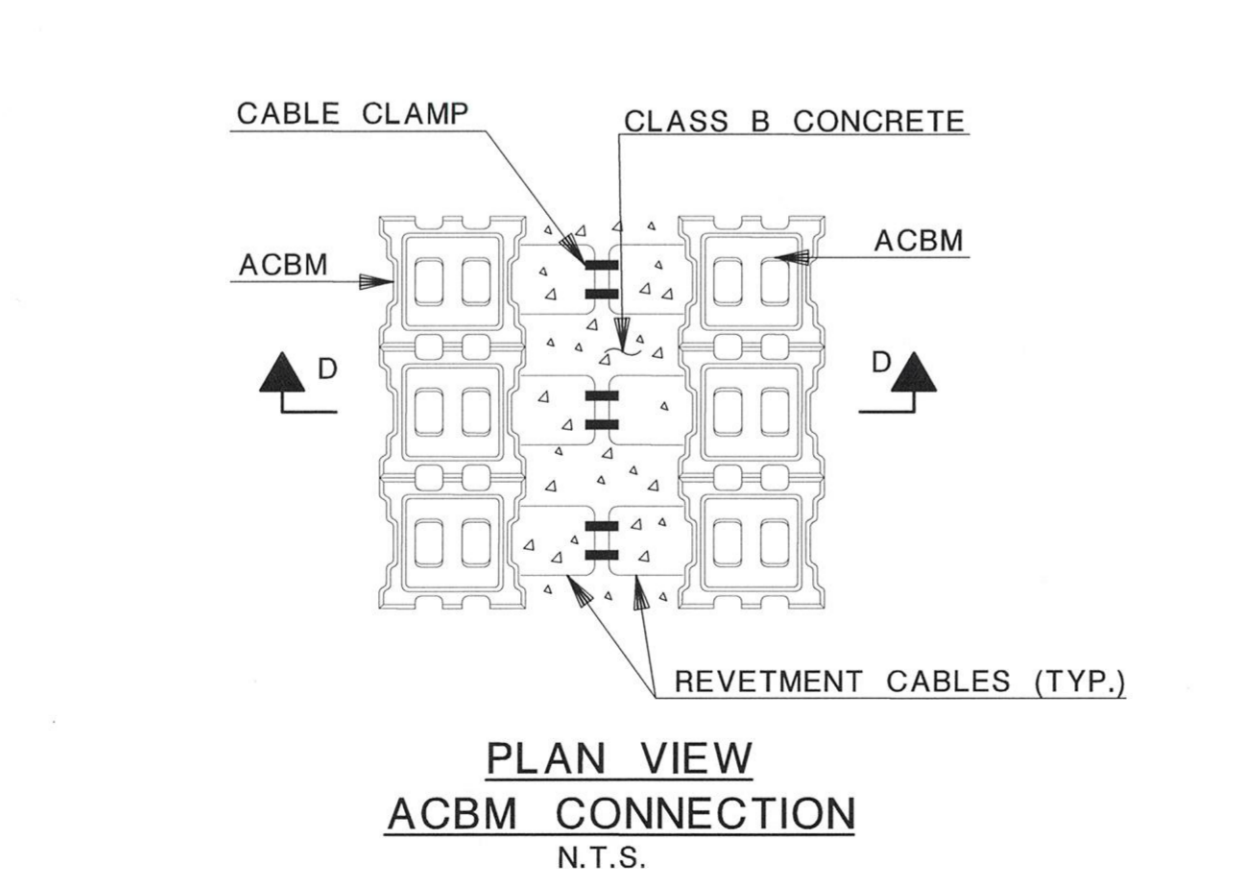 CABLE CLAMP
CLASS B CONCRETE
ACBM
ACBM
D
D
REVETMENT CABLES (TYP.)
PLAN VIEW
ACBM CONNECTION
N.T.S.